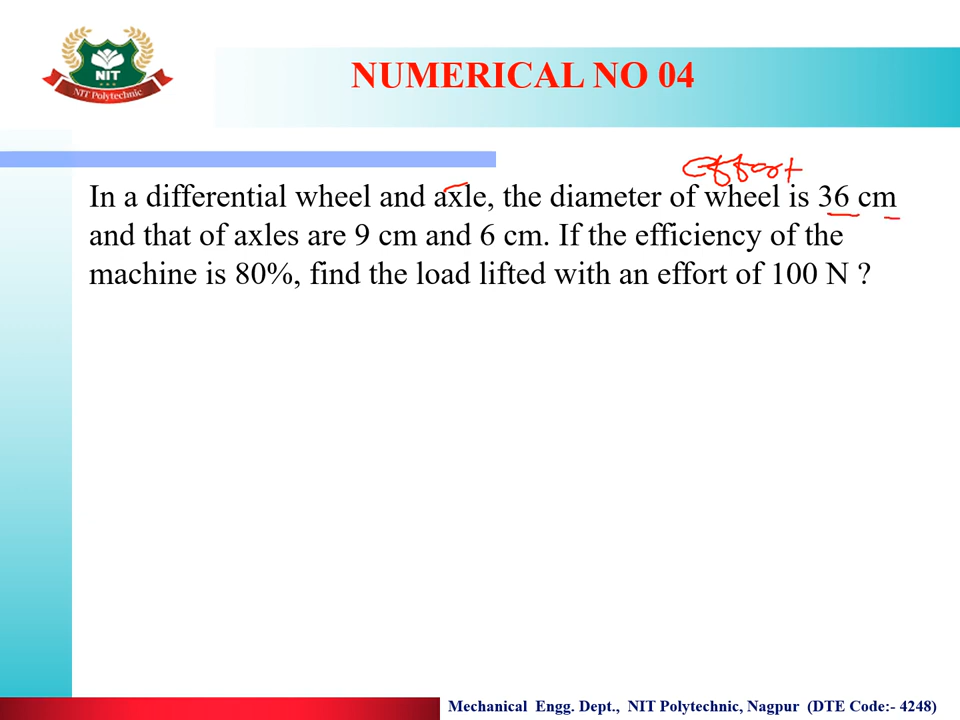 NIT
NIT Polytechnic
NUMERICAL NO 04
effort
In a differential wheel and axle, the diameter of wheel is 36 cm
and that of axles are 9 cm and 6 cm. If the efficiency of the
machine is 80%, find the load lifted with an effort of 100 N ?
Mechanical Engg. Dept., NIT Polytechnic, Nagpur (DTE Code:- 4248)